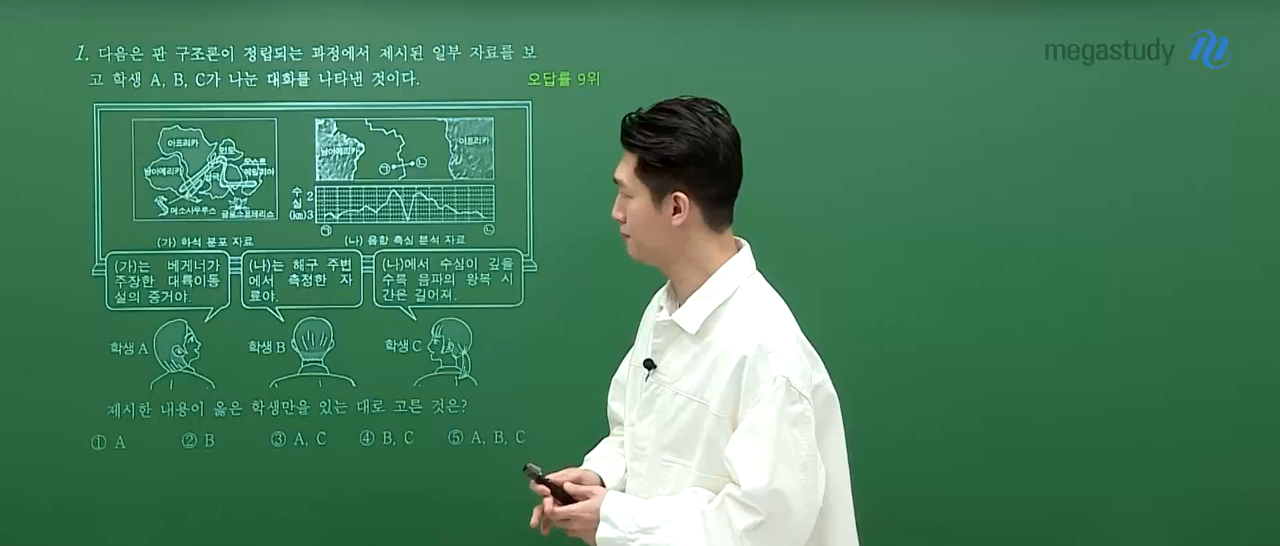 megastudy
1. 다음은 판 구조론이 정립되는 과정에서 제시된 일부 자료를 보
고 학생 A, B, C가 나눈 대화를 나타낸 것이다.
오답률 9위
아프리카
인도
남아메리카
남극
오스트
레일리아
메소사우루스
글로소프테리스
(가) 화석 분포 자료
남아메리카
아프리카
㉠
㉡
수심(km)
2
3
㉠
㉡
(나) 음향 측심 분석 자료
(가)는 베게너가
주장한 대륙이동
설의 증거야.
(나)는 해구 주변
에서 측정한 자
료야.
(나)에서 수심이 깊을
수록 음파의 왕복 시
간은 길어져.
학생 A
학생 B
학생 C
제시한 내용이 옳은 학생만을 있는 대로 고른 것은?
① A ② B ③ A, C ④ B, C ⑤ A, B, C